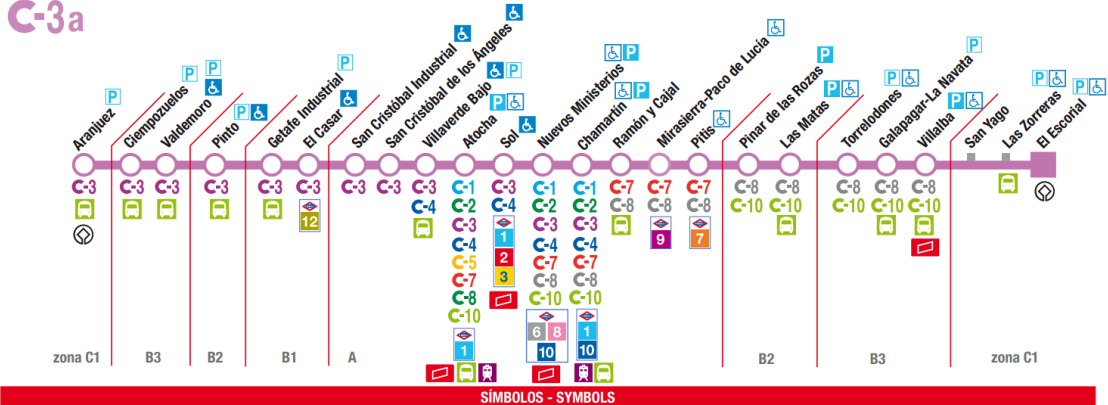 C-3a
Aranjuez P
Ciempozuelos P
Valdemoro P
Pinto P
Getafe Industrial P
El Casar P
San Cristóbal Industrial
San Cristóbal de los Ángeles
Villaverde Bajo P
Atocha P
Sol
Nuevos Ministerios P
Chamartín P
Ramón y Cajal
Mirasierra-Paco de Lucía
Pitis
Pinar de las Rozas P
Las Matas P
Torrelodones P
Galapagar-La Navata P
Villalba P
San Yago
Las Zorreras P
El Escorial P
C-3 C-3 C-3 C-3 C-3 C-3 C-3 C-3 C-3 C-1 C-3 C-1 C-1 C-7 C-7 C-7 C-8 C-8 C-8 C-8 C-8
12 C-4 C-2 C-4 C-2 C-2 C-8 C-8 C-8 C-10 C-10 C-10 C-10 C-10
C-3 1 C-3 C-3 9 7
C-4 2 C-4 C-4
C-5 3 C-7 C-7
C-7 C-8 C-8
C-8 C-10 C-10
C-10 6 8 1
1 10 10
zona C1 B3 B2 B1 A B2 B3 zona C1
SÍMBOLOS - SYMBOLS